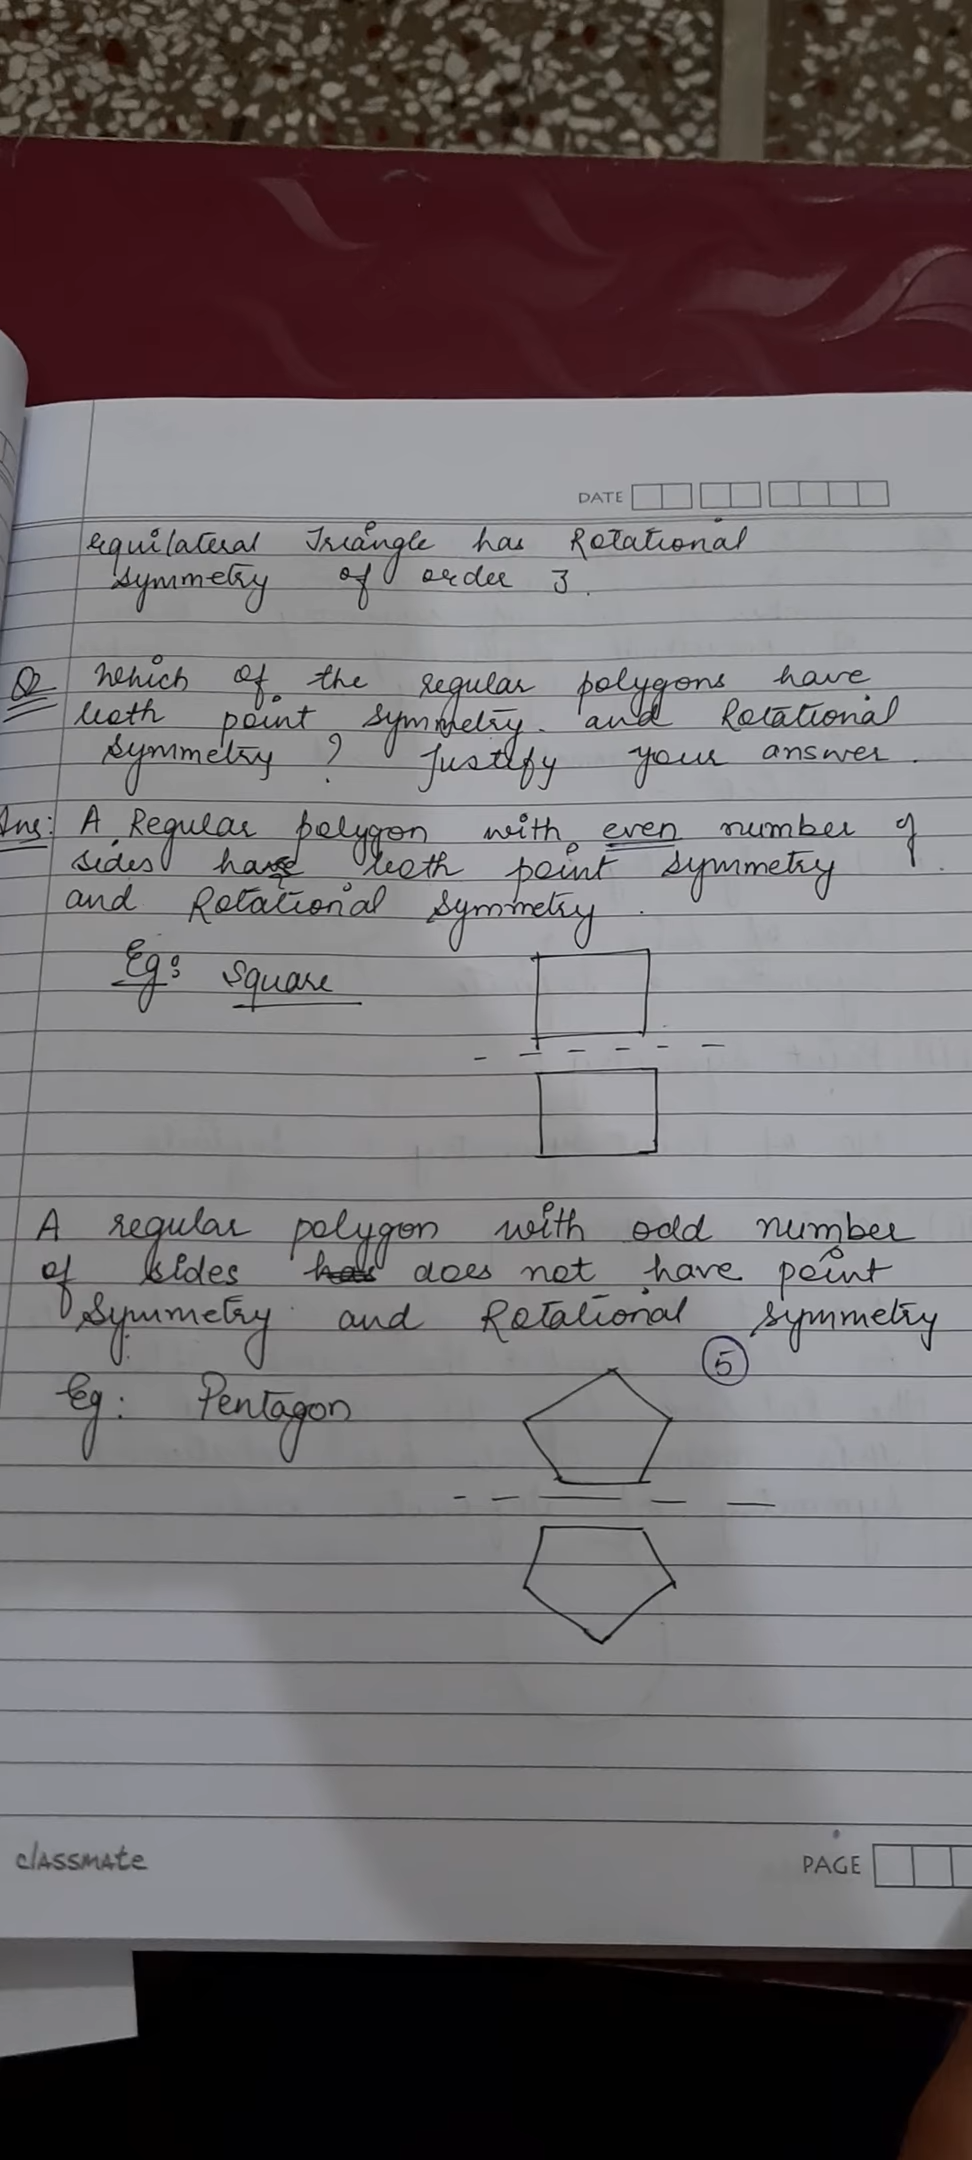 DATE
equilateral Triangle has Rotational
symmetry of order 3.
Q Which of the regular polygons have
both point symmetry and Rotational
symmetry? Justify your answer.
Ans: A Regular polygon with even number of
sides have both point symmetry
and Rotational Symmetry.
Eg: Square
A regular polygon with odd number
of sides has does not have point
Symmetry and Rotational symmetry
5
Eg: Pentagon
classmate
PAGE